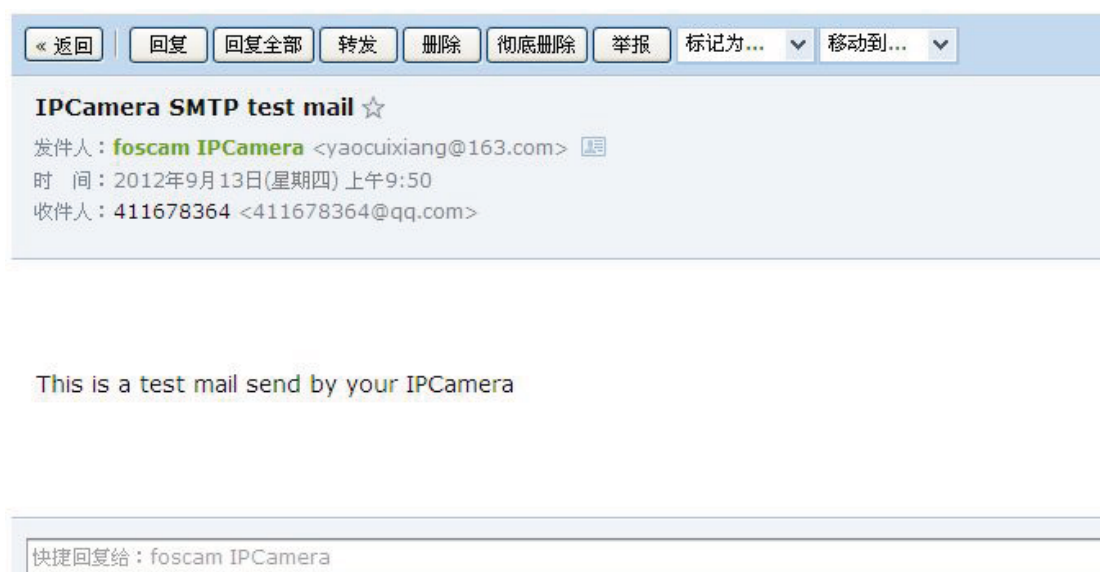 « 返回 回复 回复全部 转发 删除 彻底删除 举报 标记为... 移动到...
IPCamera SMTP test mail ☆
发件人：foscam IPCamera <yaocuixiang@163.com>
时 间：2012年9月13日(星期四) 上午9:50
收件人：411678364 <411678364@qq.com>
This is a test mail send by your IPCamera
快捷回复给：foscam IPCamera